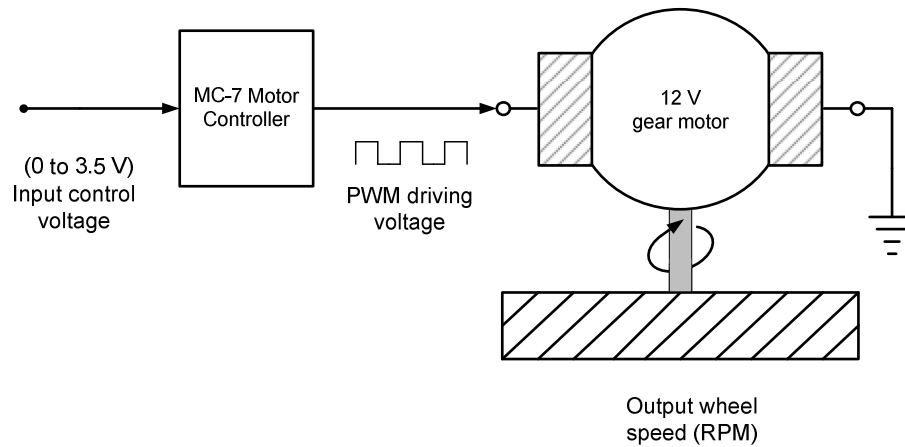 MC-7 Motor
Controller
12 V
gear motor
(0 to 3.5 V)
Input control
voltage
PWM driving
voltage
Output wheel
speed (RPM)